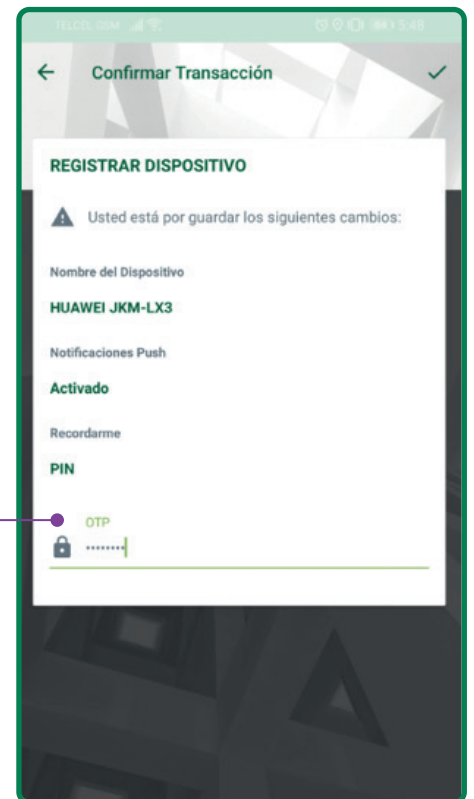 TELCEL GSM 5:48
Confirmar Transacción
REGISTRAR DISPOSITIVO
Usted está por guardar los siguientes cambios:
Nombre del Dispositivo
HUAWEI JKM-LX3
Notificaciones Push
Activado
Recordarme
PIN
OTP
········